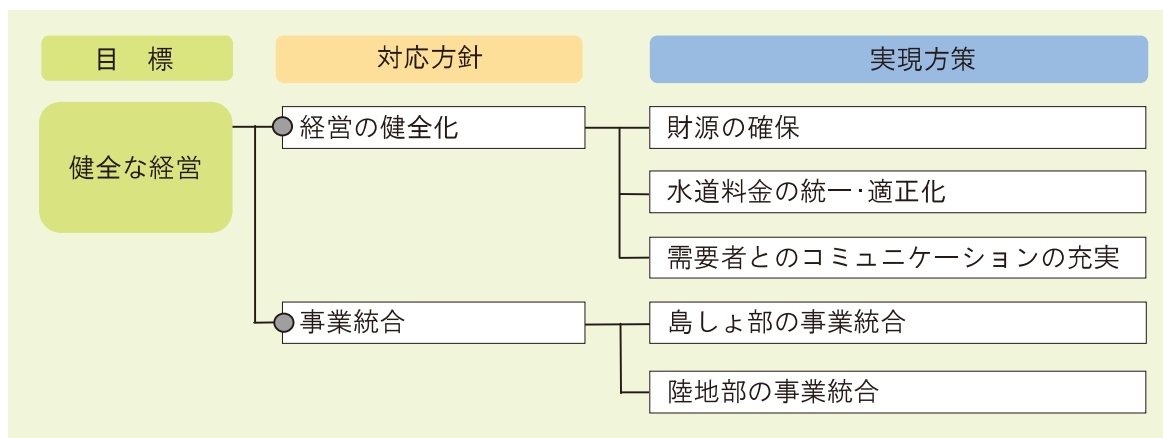 目　標
対応方針
実現方策
健全な経営
経営の健全化
財源の確保
水道料金の統一･適正化
需要者とのコミュニケーションの充実
事業統合
島しょ部の事業統合
陸地部の事業統合